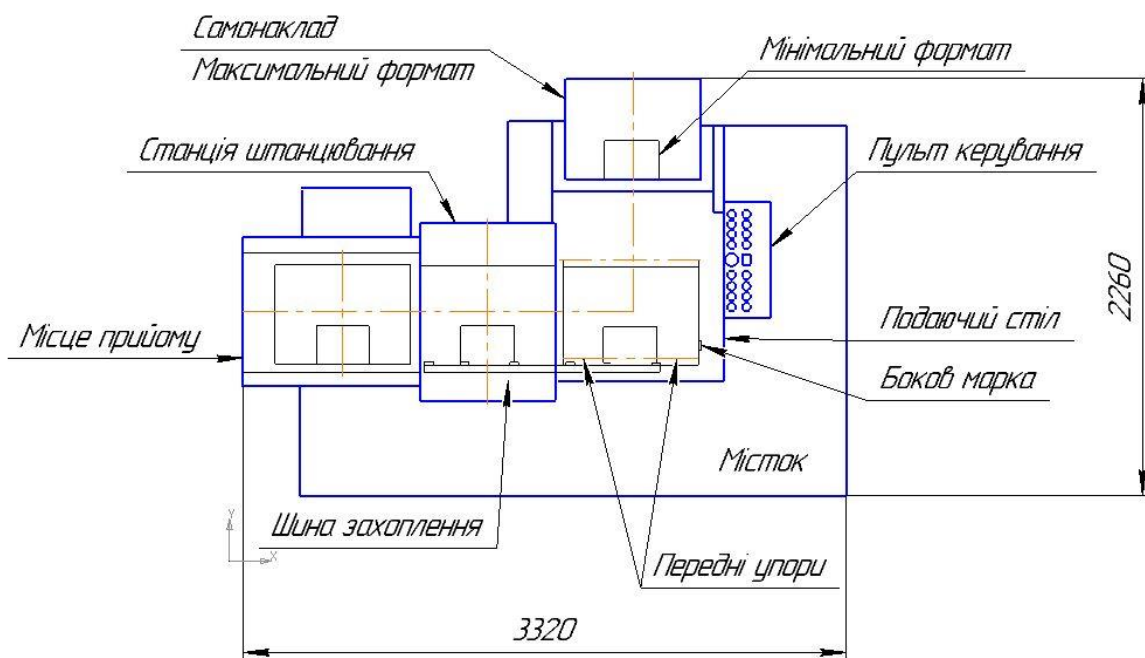 Самонаклад
Максимальний формат
Мінімальний формат
Станція штанцювання
Пульт керування
2260
Місце прийому
Подаючий стіл
Боков марка
Місток
Шина захоплення
Y
X
Передні упори
3320